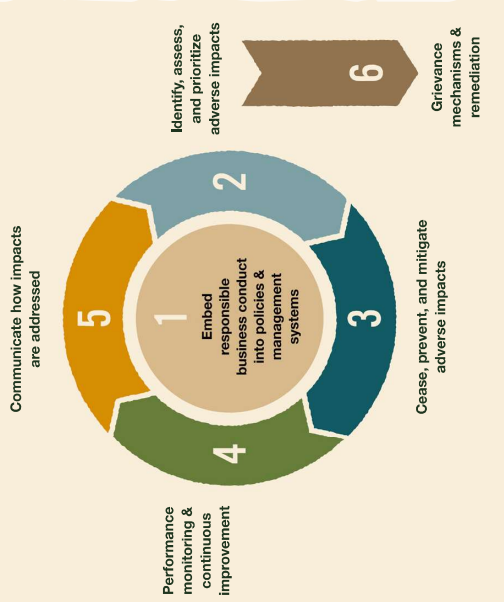 1
Embed
responsible
business conduct
into policies &
management
systems
2
Identify, assess,
and prioritize
adverse impacts
3
Cease, prevent, and mitigate
adverse impacts
4
Performance
monitoring &
continuous
improvement
5
Communicate how impacts
are addressed
6
Grievance
mechanisms &
remediation